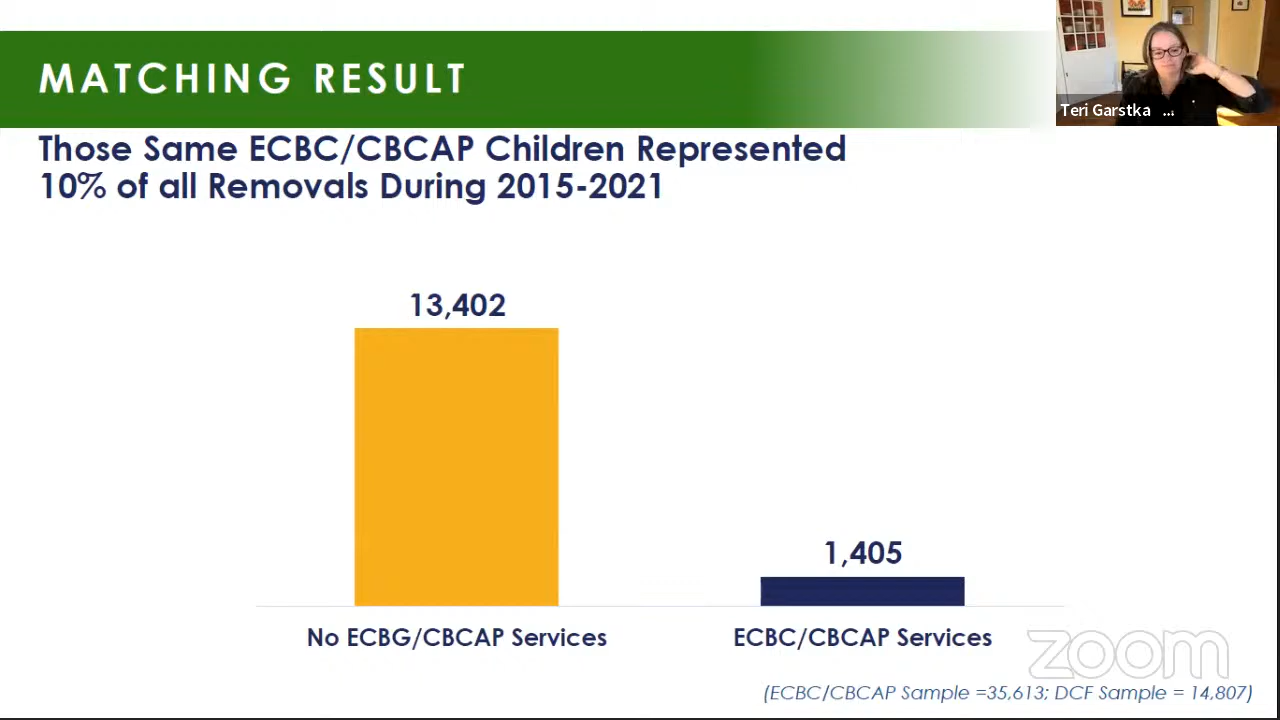 MATCHING RESULT
Teri Garstka ...
Those Same ECBC/CBCAP Children Represented
10% of all Removals During 2015-2021
13,402
1,405
No ECBG/CBCAP Services
ECBC/CBCAP Services
zoom
(ECBC/CBCAP Sample =35,613; DCF Sample = 14,807)